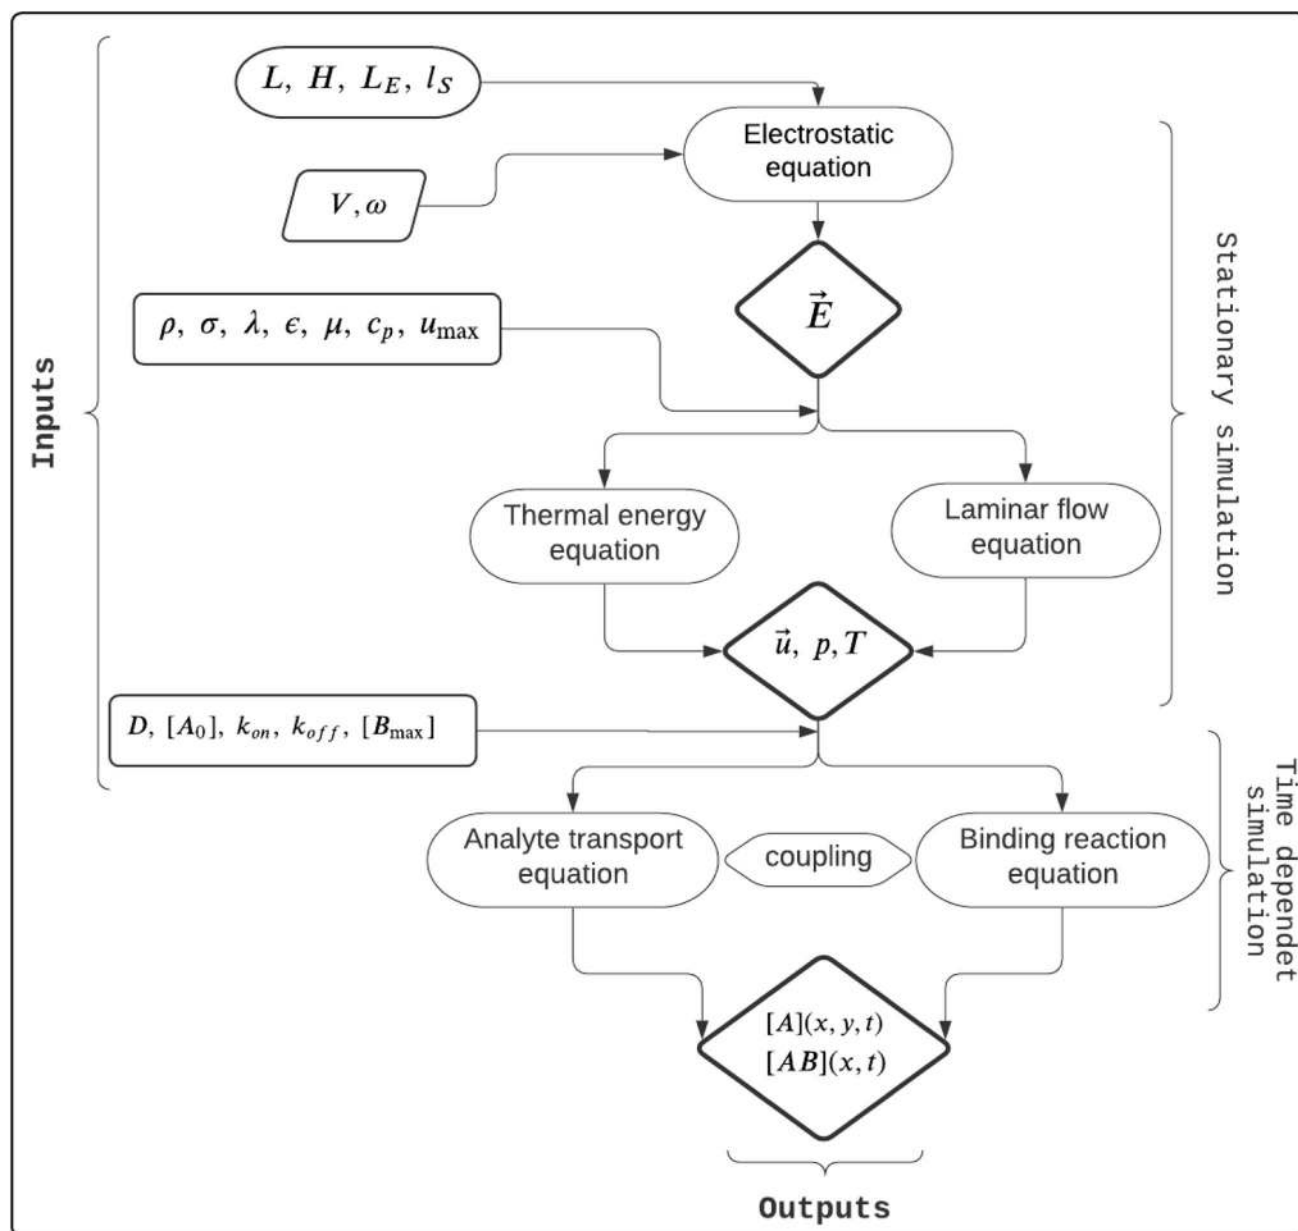 L, H, L_E, l_S
Electrostatic
equation
V, ω
E⃗
ρ, σ, λ, ϵ, μ, c_p, u_max
Inputs
Stationary simulation
Thermal energy
equation
Laminar flow
equation
u⃗, p, T
D, [A_0], k_on, k_off, [B_max]
Time dependet
simulation
Analyte transport
equation
coupling
Binding reaction
equation
[A](x, y, t)
[AB](x, t)
Outputs